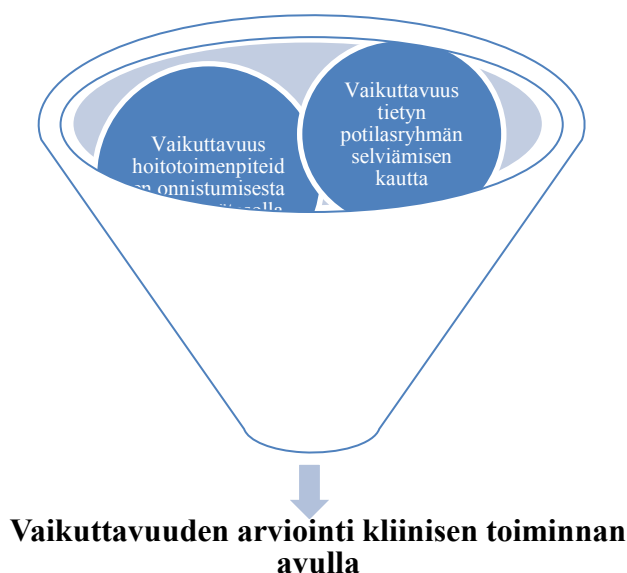 Vaikuttavuus
hoitotoimenpiteid
en onnistumisesta
Vaikuttavuus
tietyn
potilasryhmän
selviämisen
kautta
Vaikuttavuuden arviointi kliinisen toiminnan
avulla